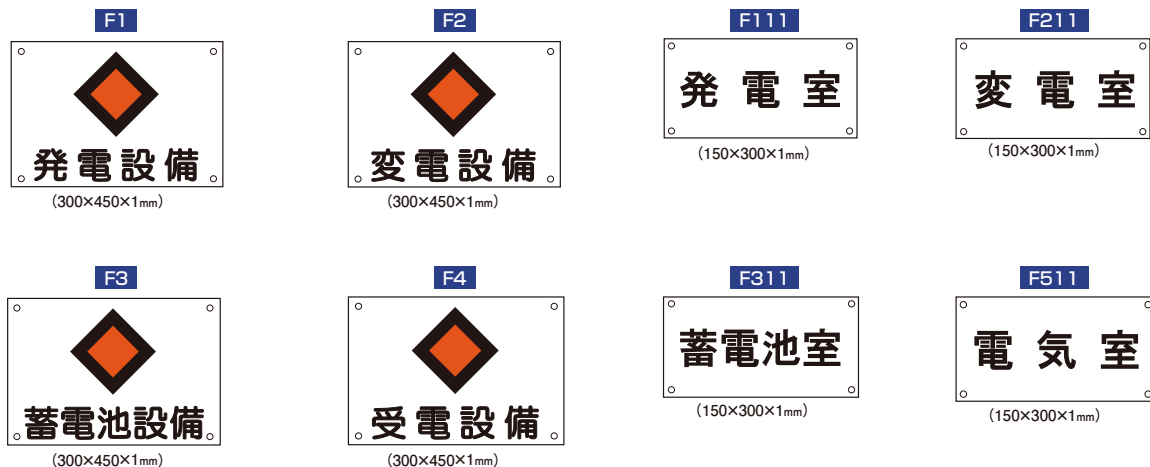 F1
発電設備
(300×450×1mm)
F2
変電設備
(300×450×1mm)
F111
発電室
(150×300×1mm)
F211
変電室
(150×300×1mm)
F3
蓄電池設備
(300×450×1mm)
F4
受電設備
(300×450×1mm)
F311
蓄電池室
(150×300×1mm)
F511
電気室
(150×300×1mm)